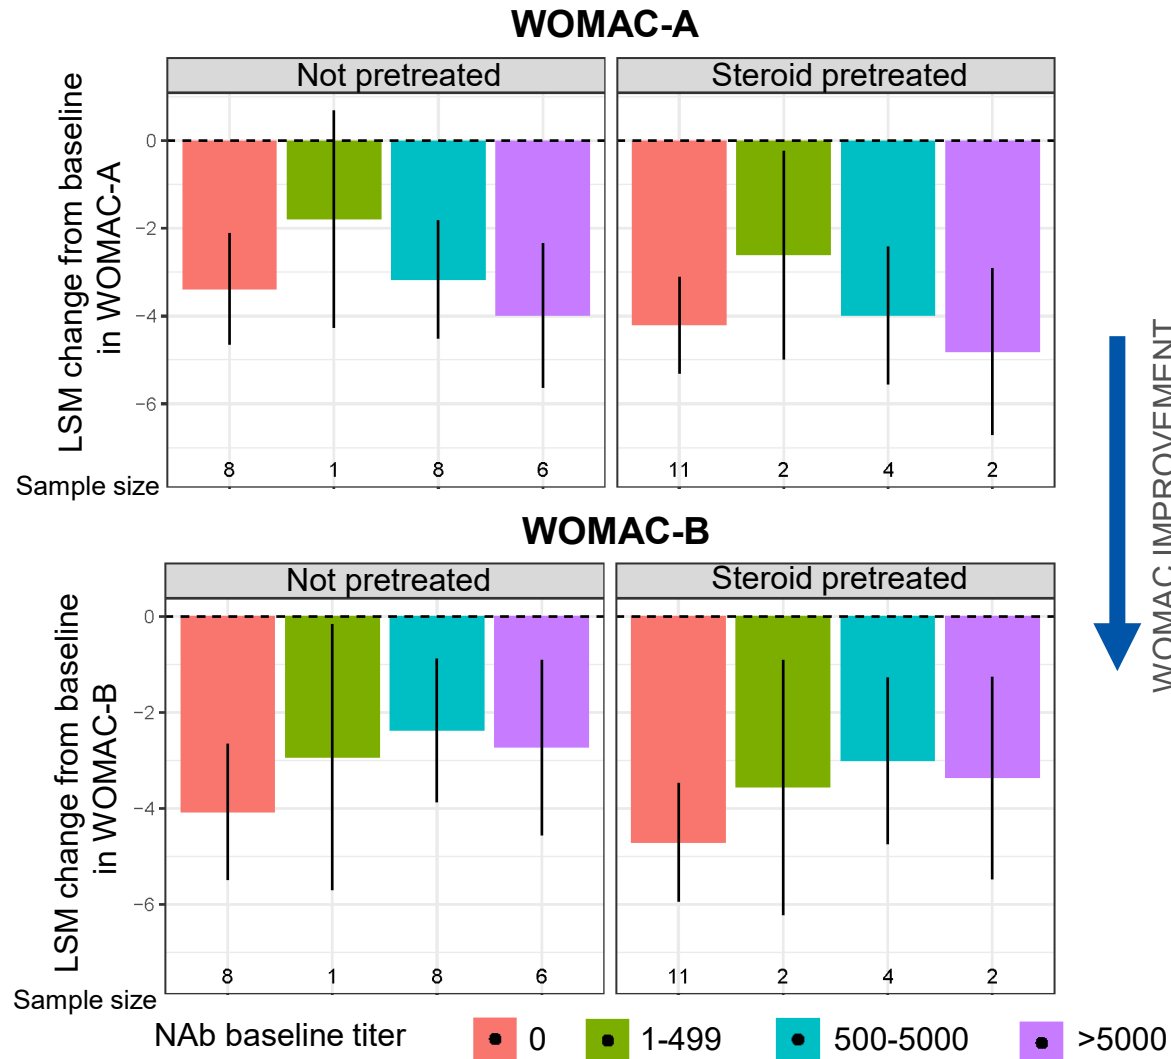 WOMAC-A
Not pretreated
Steroid pretreated
LSM change from baseline
in WOMAC-A
0
−2
−4
−6
8 1 8 6 11 2 4 2
Sample size
WOMAC-B
Not pretreated
Steroid pretreated
LSM change from baseline
in WOMAC-B
0
−2
−4
−6
8 1 8 6 11 2 4 2
Sample size
WOMAC IMPROVEMENT
NAb baseline titer 0 1-499 500-5000 >5000